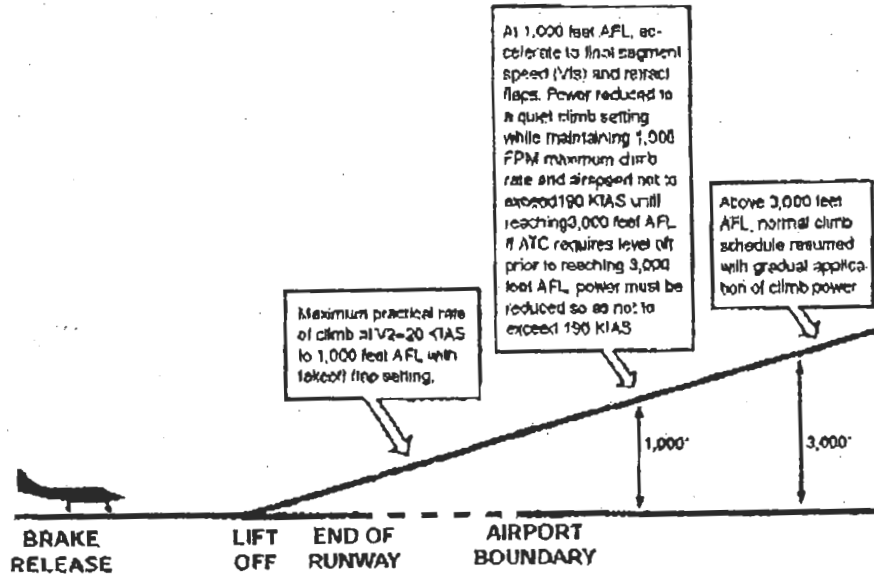 At 1,000 feet AFL, ac-
celerate to final segment
speed (Vfs) and retract
flaps. Power reduced to
a quiet climb setting
while maintaining 1,000
FPM maximum climb
rate and airspeed not to
exceed 190 KIAS until
reaching 3,000 feet AFL
If ATC requires level off
prior to reaching 3,000
feet AFL, power must be
reduced so as not to
exceed 190 KIAS
Above 3,000 feet
AFL, normal climb
schedule resumed
with gradual applica-
tion of climb power
Maximum practical rate
of climb at V2+20 KIAS
to 1,000 feet AFL with
takeoff flap setting.
1,000'
3,000'
BRAKE
RELEASE
LIFT
OFF
END OF
RUNWAY
AIRPORT
BOUNDARY